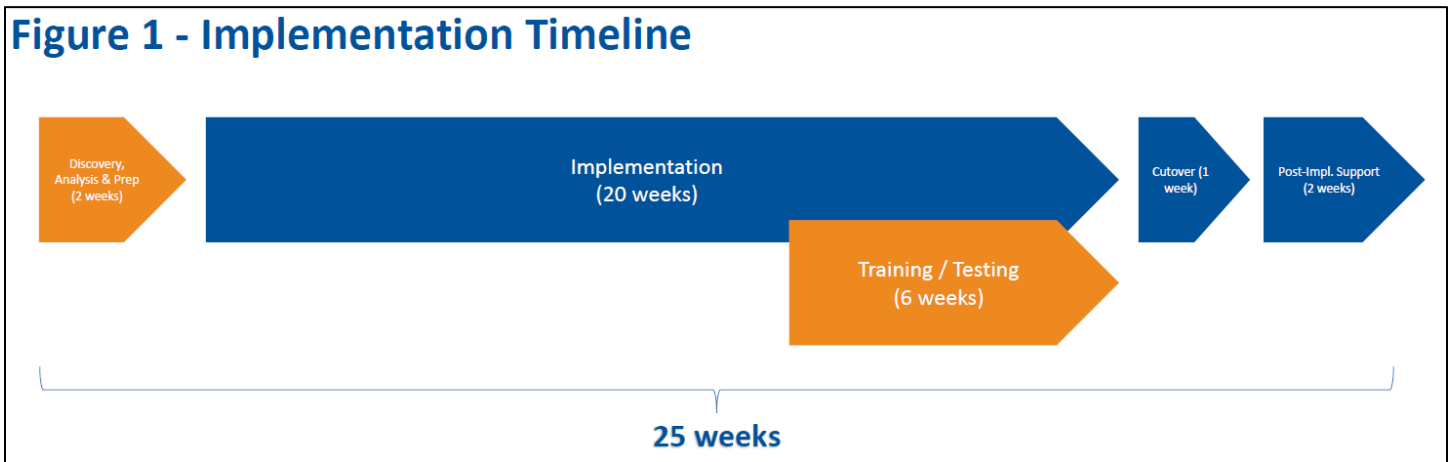 Figure 1 - Implementation Timeline
Discovery,
Analysis & Prep
(2 weeks)
Implementation
(20 weeks)
Cutover (1
week)
Post-Impl. Support
(2 weeks)
Training / Testing
(6 weeks)
25 weeks